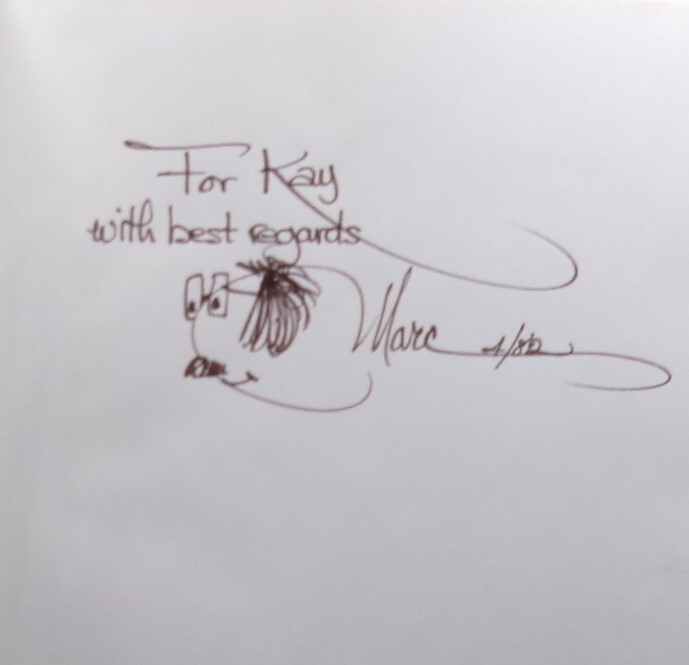 For Kay
with best regards
Marc